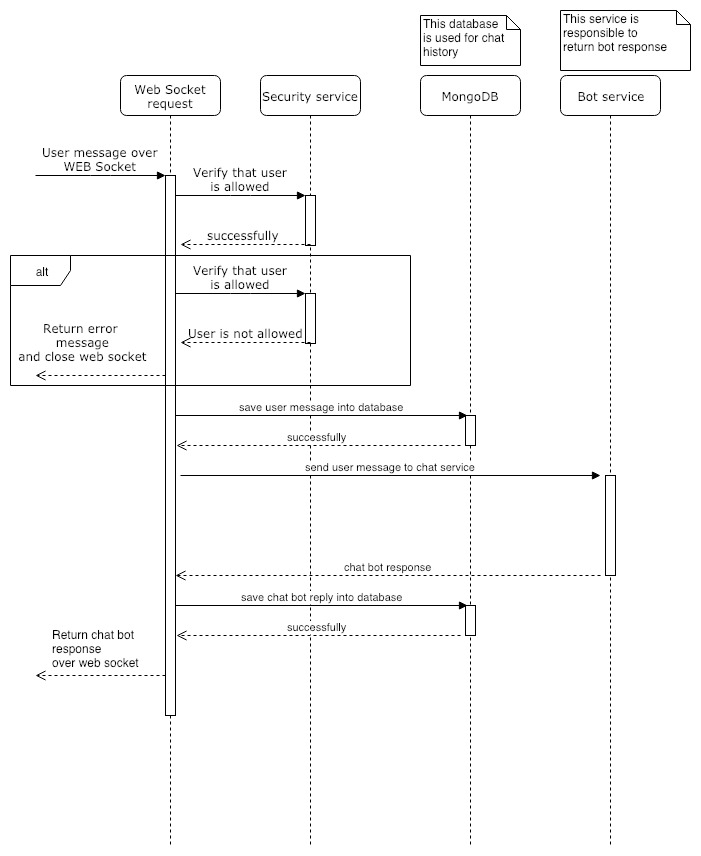 This database
is used for chat
history
This service is
responsible to
return bot response
Web Socket
request
Security service
MongoDB
Bot service
User message over
WEB Socket
Verify that user
is allowed
successfully
alt
Verify that user
is allowed
User is not allowed
Return error
message
and close web socket
save user message into database
successfully
send user message to chat service
chat bot response
save chat bot reply into database
successfully
Return chat bot
response
over web socket